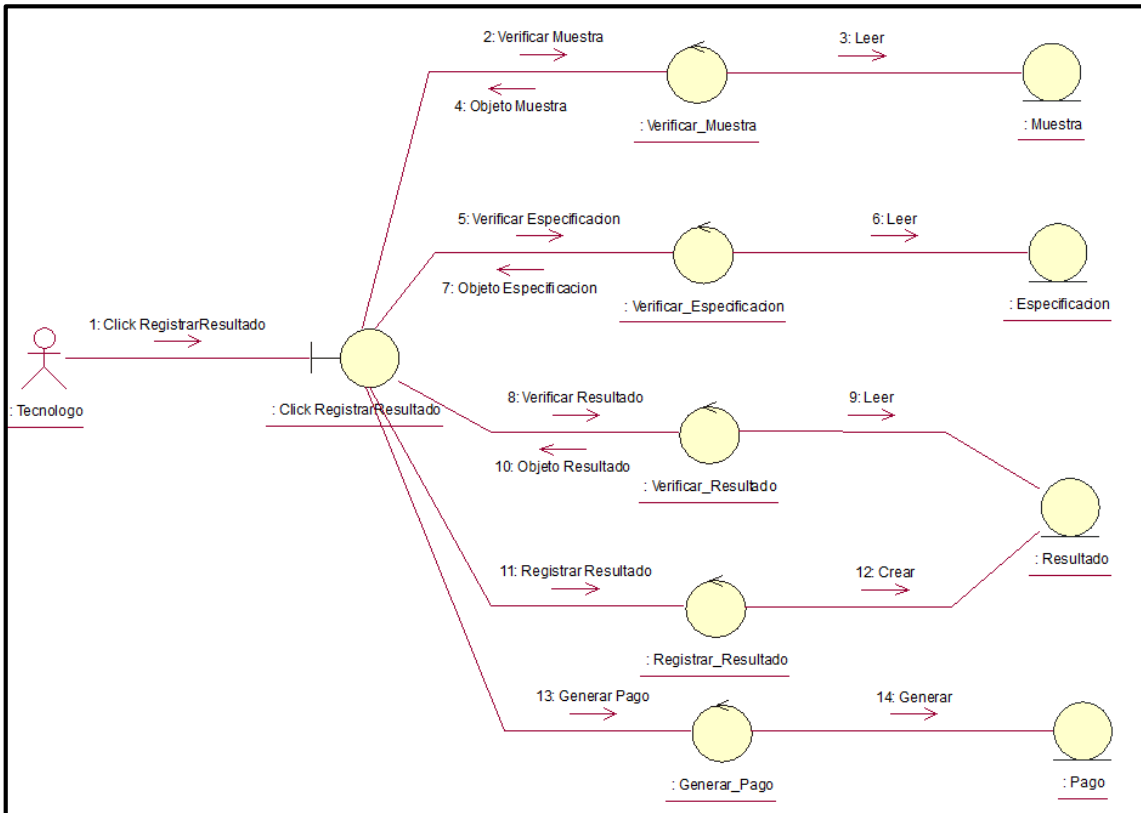 2: Verificar Muestra
3: Leer
4: Objeto Muestra
: Verificar_Muestra
: Muestra
5: Verificar Especificacion
6: Leer
7: Objeto Especificacion
: Verificar_Especificacion
: Especificacion
1: Click RegistrarResultado
: Tecnologo
: Click RegistrarResultado
8: Verificar Resultado
9: Leer
10: Objeto Resultado
: Verificar_Resultado
: Resultado
11: Registrar Resultado
12: Crear
: Registrar_Resultado
13: Generar Pago
14: Generar
: Generar_Pago
: Pago